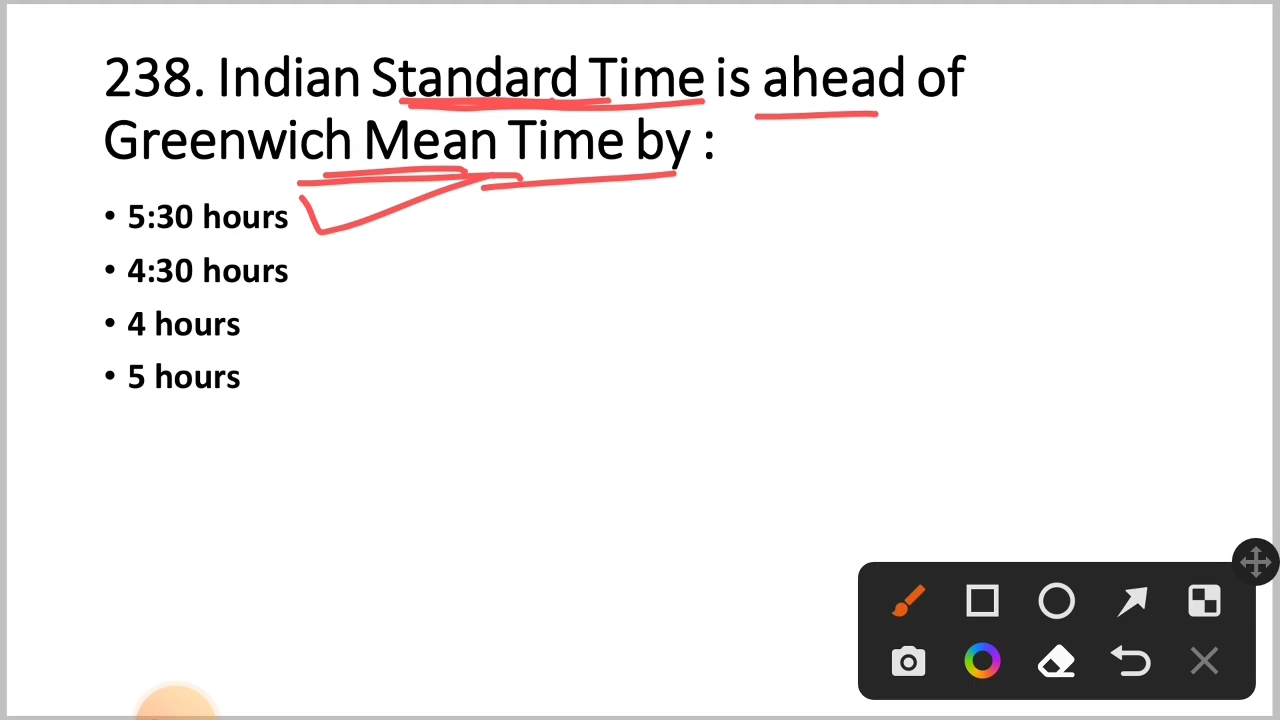 238. Indian Standard Time is ahead of
Greenwich Mean Time by :
• 5:30 hours
• 4:30 hours
• 4 hours
• 5 hours